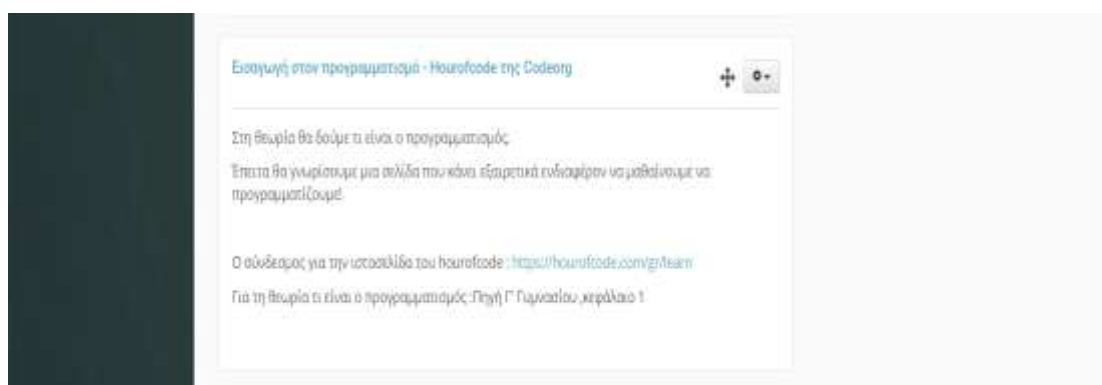 Εισαγωγή στον προγραμματισμό - Hourofcode της Codeorg
Στη θεωρία θα δούμε τι είναι ο προγραμματισμός.
Έπειτα θα γνωρίσουμε μια σελίδα που κάνει εξαιρετικά ενδιαφέρον να μαθαίνουμε να
προγραμματίζουμε!
Ο σύνδεσμος για την ιστοσελίδα του hourofcode : https://hourofcode.com/gr/learn
Για τη θεωρία τι είναι ο προγραμματισμός :Πηγή Γ' Γυμνασίου ,κεφάλαιο 1